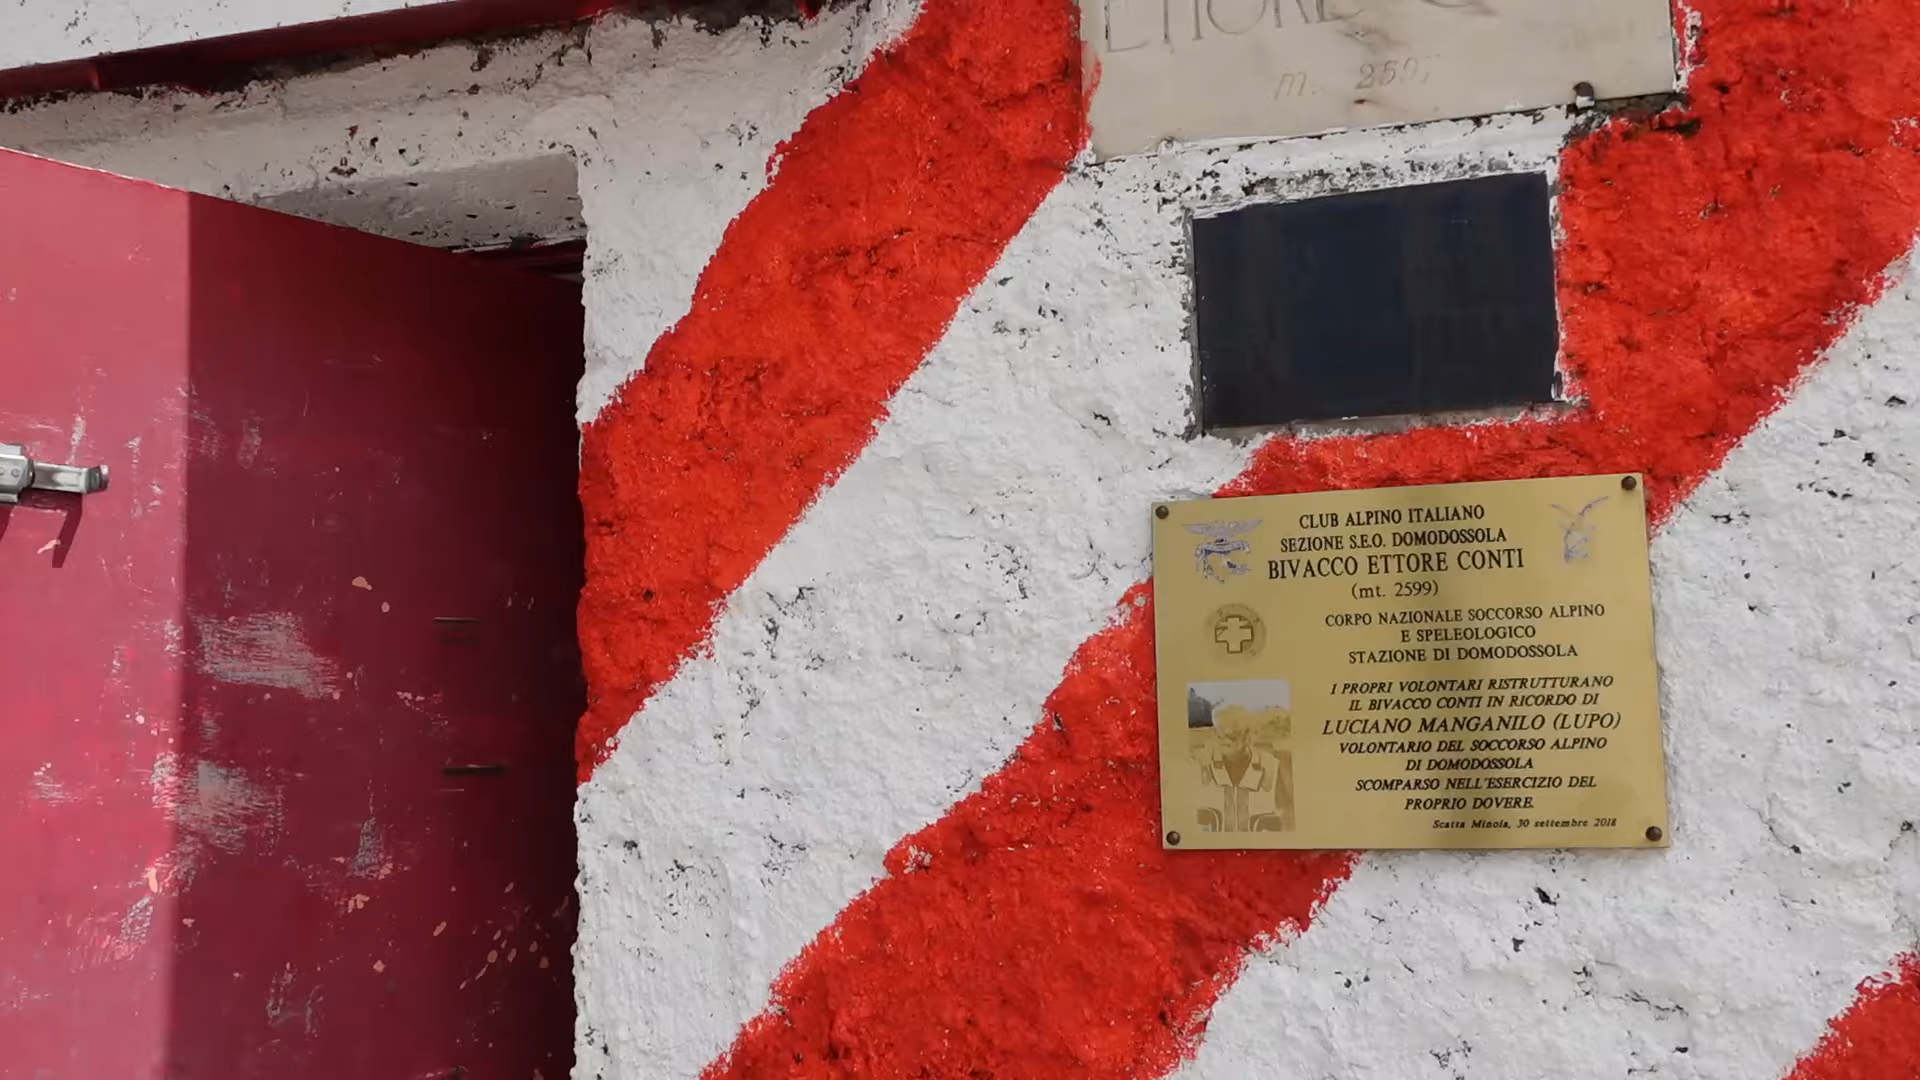 ETTORE
m. 259
CLUB ALPINO ITALIANO
SEZIONE S.E.O. DOMODOSSOLA
BIVACCO ETTORE CONTI
(mt. 2599)
CORPO NAZIONALE SOCCORSO ALPINO
E SPELEOLOGICO
STAZIONE DI DOMODOSSOLA
I PROPRI VOLONTARI RISTRUTTURANO
IL BIVACCO CONTI IN RICORDO DI
LUCIANO MANGANILO (LUPO)
VOLONTARIO DEL SOCCORSO ALPINO
DI DOMODOSSOLA
SCOMPARSO NELL'ESERCIZIO DEL
PROPRIO DOVERE.
Scatta Minoia, 30 settembre 2018